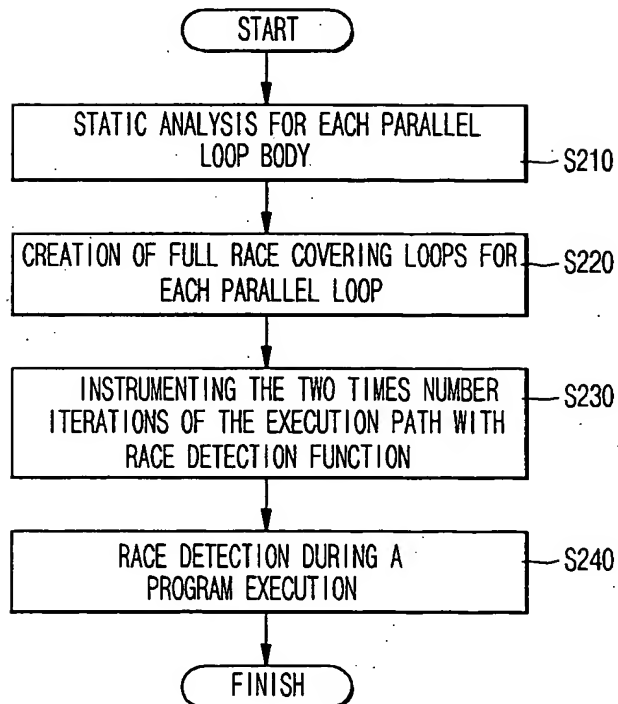 START
STATIC ANALYSIS FOR EACH PARALLEL
LOOP BODY
S210
CREATION OF FULL RACE COVERING LOOPS FOR
EACH PARALLEL LOOP
S220
INSTRUMENTING THE TWO TIMES NUMBER
ITERATIONS OF THE EXECUTION PATH WITH
RACE DETECTION FUNCTION
S230
RACE DETECTION DURING A
PROGRAM EXECUTION
S240
FINISH